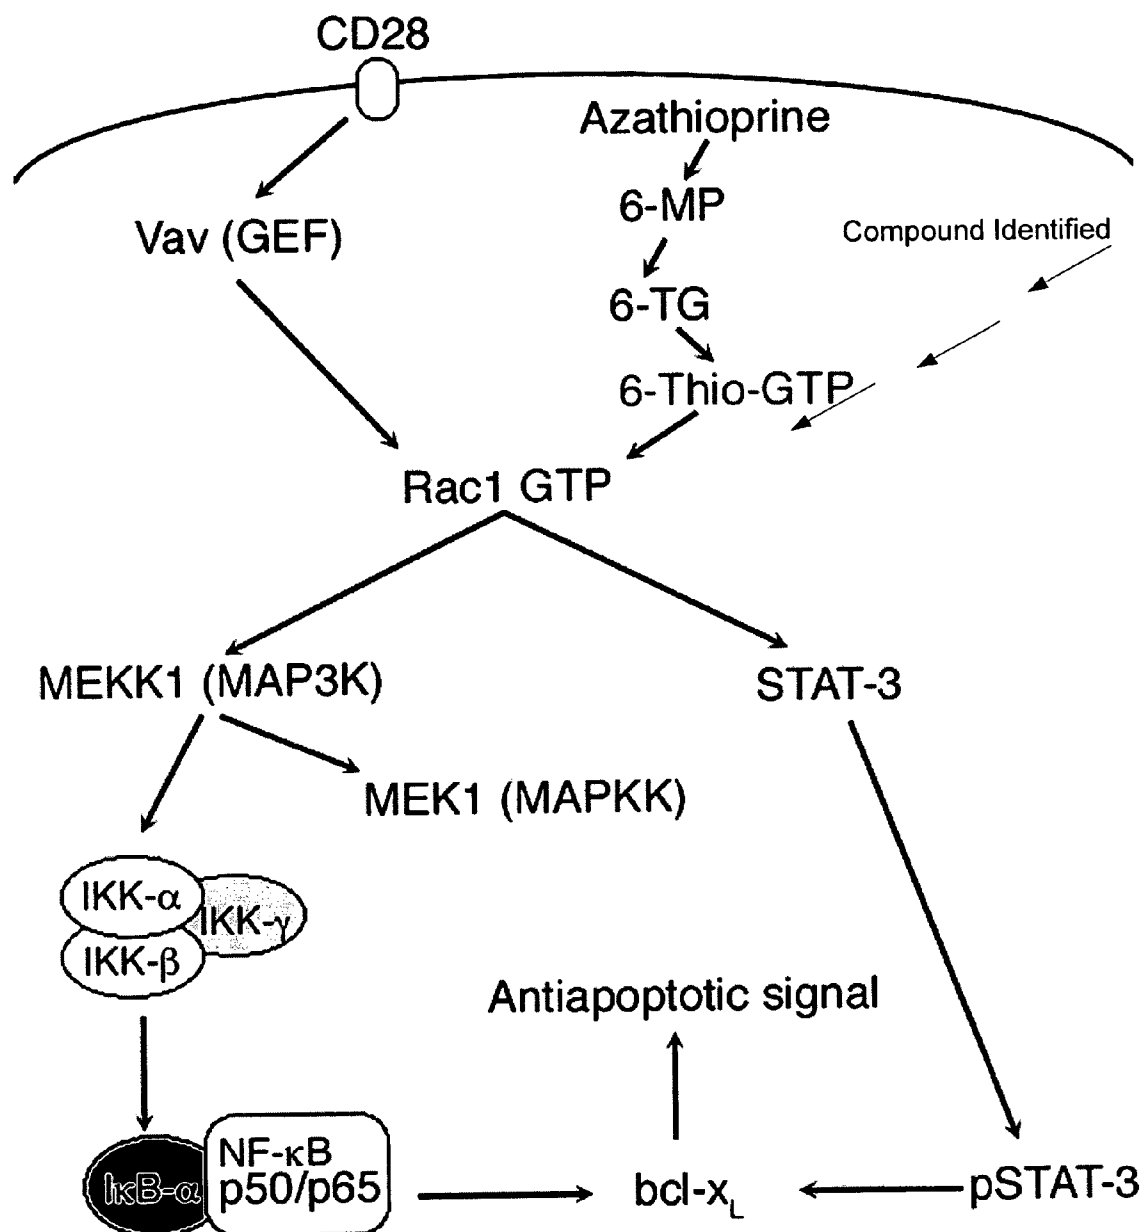 CD28
Azathioprine
6-MP
Vav (GEF)
Compound Identified
6-TG
6-Thio-GTP
Rac1 GTP
MEKK1 (MAP3K)
STAT-3
MEK1 (MAPKK)
IKK-α
IKK-γ
IKK-β
Antiapoptotic signal
NF-κB
IκB-α
p50/p65
bcl-xL
pSTAT-3